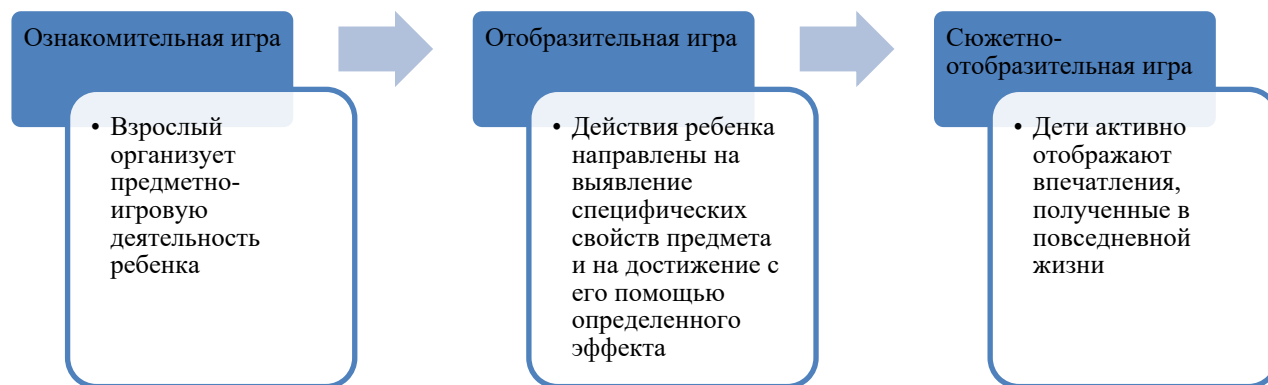 Ознакомительная игра
• Взрослый
организует
предметно-
игровую
деятельность
ребенка
Отобразительная игра
• Действия ребенка
направлены на
выявление
специфических
свойств предмета
и на достижение с
его помощью
определенного
эффекта
Сюжетно-
отобразительная игра
• Дети активно
отображают
впечатления,
полученные в
повседневной
жизни